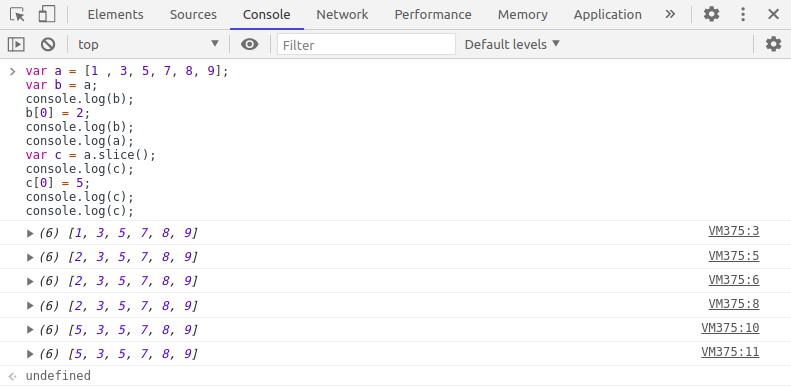 Elements Sources Console Network Performance Memory Application »
top Filter Default levels
var a = [1 , 3, 5, 7, 8, 9];
var b = a;
console.log(b);
b[0] = 2;
console.log(b);
console.log(a);
var c = a.slice();
console.log(c);
c[0] = 5;
console.log(c);
console.log(c);
(6) [1, 3, 5, 7, 8, 9] VM375:3
(6) [2, 3, 5, 7, 8, 9] VM375:5
(6) [2, 3, 5, 7, 8, 9] VM375:6
(6) [2, 3, 5, 7, 8, 9] VM375:8
(6) [5, 3, 5, 7, 8, 9] VM375:10
(6) [5, 3, 5, 7, 8, 9] VM375:11
undefined